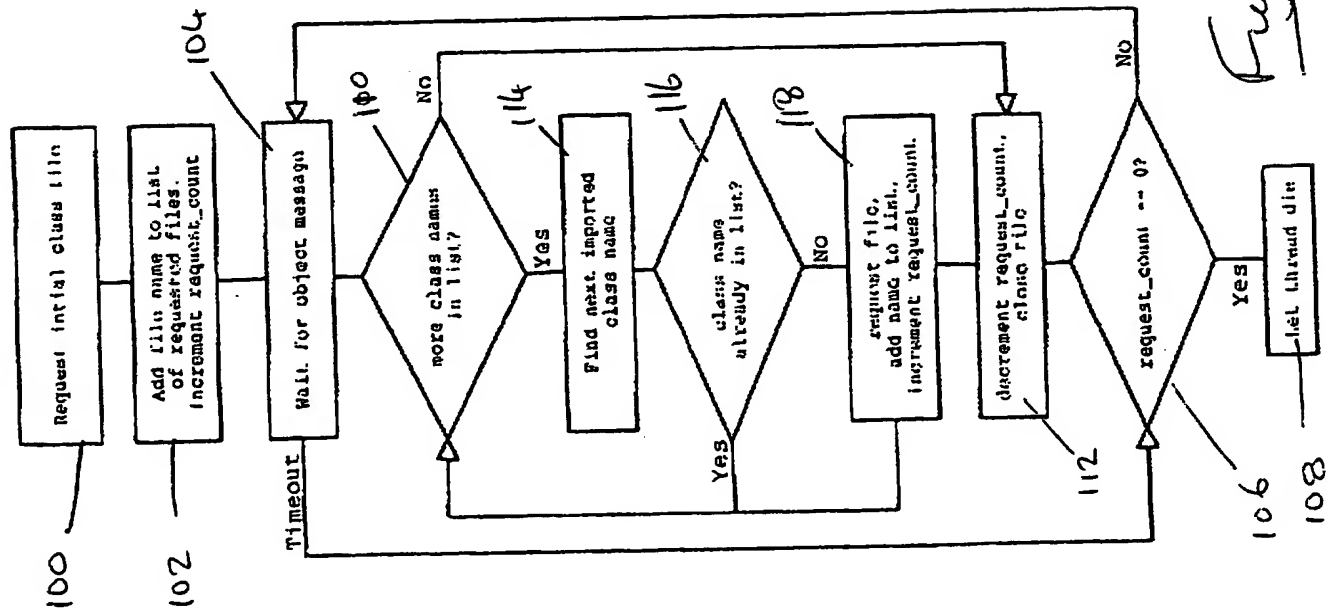 100
Request intial class file
102
Add file name to list
of requested files.
increment request_count
104
Wait for object message
Timeout
more class names
in list?
No
Yes
114
Find next imported
class name
116
class name
already in list?
Yes
No
118
request file,
add name to list,
increment request_count.
112
decrement request_count,
close file
106
request_count == 0?
No
Yes
108
Let thread die